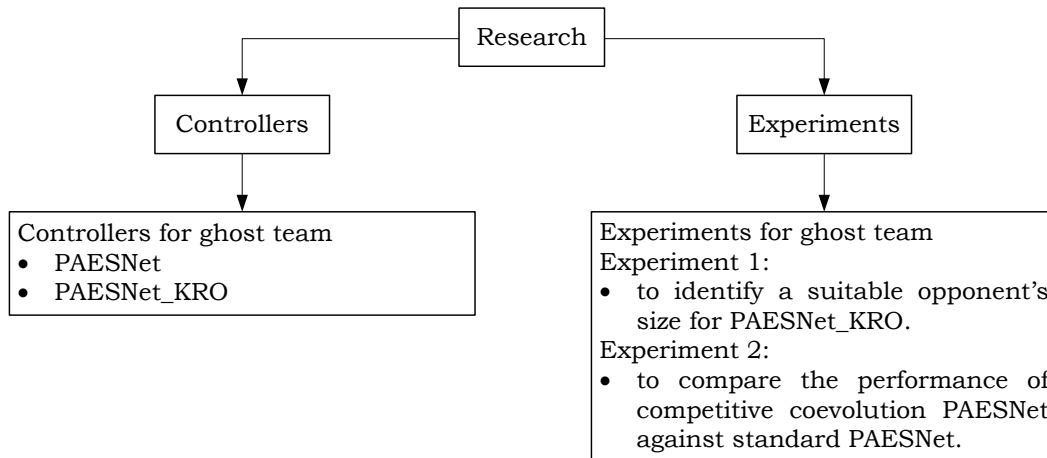 Research
Controllers
Experiments
Controllers for ghost team
• PAESNet
• PAESNet_KRO
Experiments for ghost team
Experiment 1:
• to identify a suitable opponent’s
size for PAESNet_KRO.
Experiment 2:
• to compare the performance of
competitive coevolution PAESNet
against standard PAESNet.